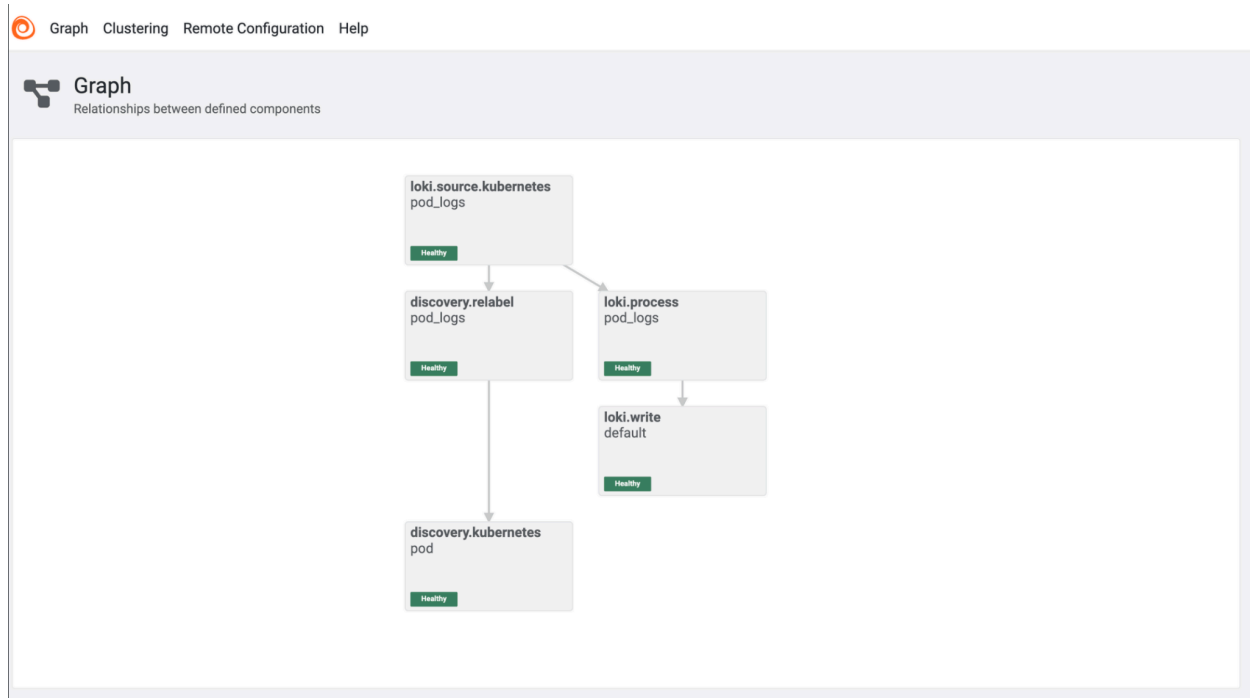 Graph Clustering Remote Configuration Help
Graph
Relationships between defined components
loki.source.kubernetes
pod_logs
Healthy
discovery.relabel
pod_logs
Healthy
loki.process
pod_logs
Healthy
loki.write
default
Healthy
discovery.kubernetes
pod
Healthy